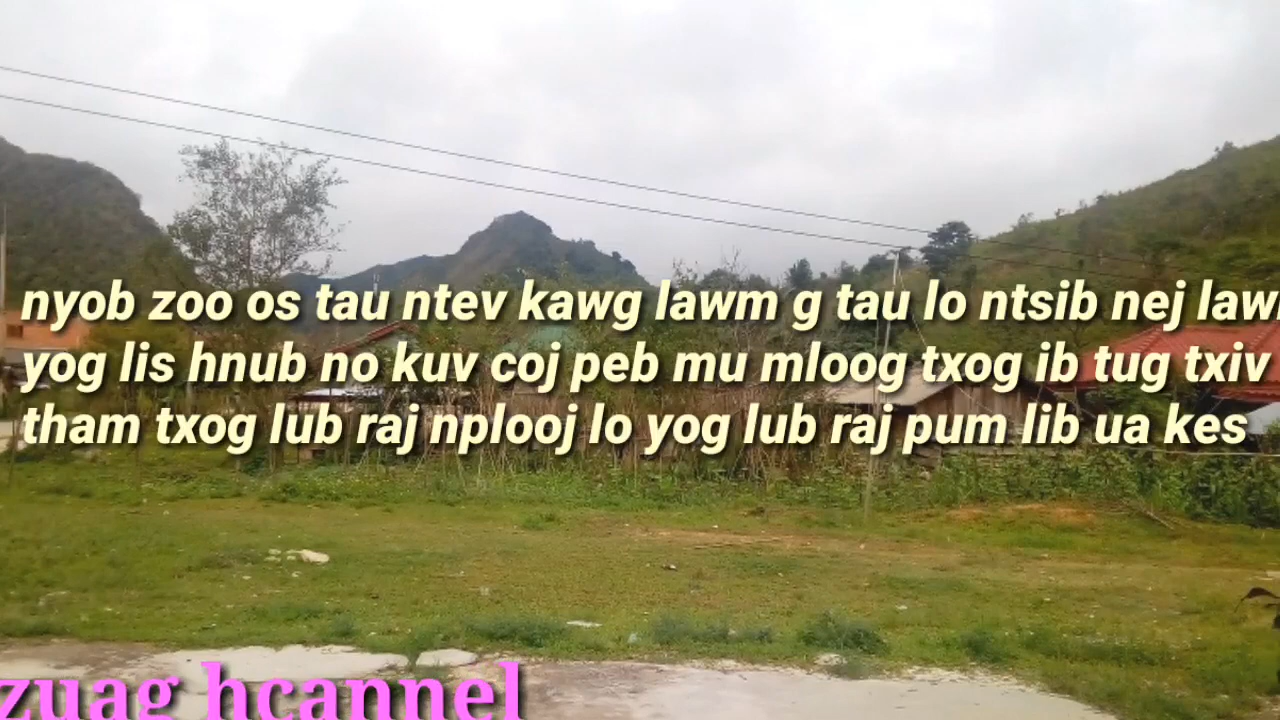 nyob zoo os tau ntev kawg lawm g tau lo ntsib nej
yog lis hnub no kuv coj peb mu mloog txog ib tug txiv
tham txog lub raj nplooj lo yog lub raj pum lib ua kes
zuag hcannel